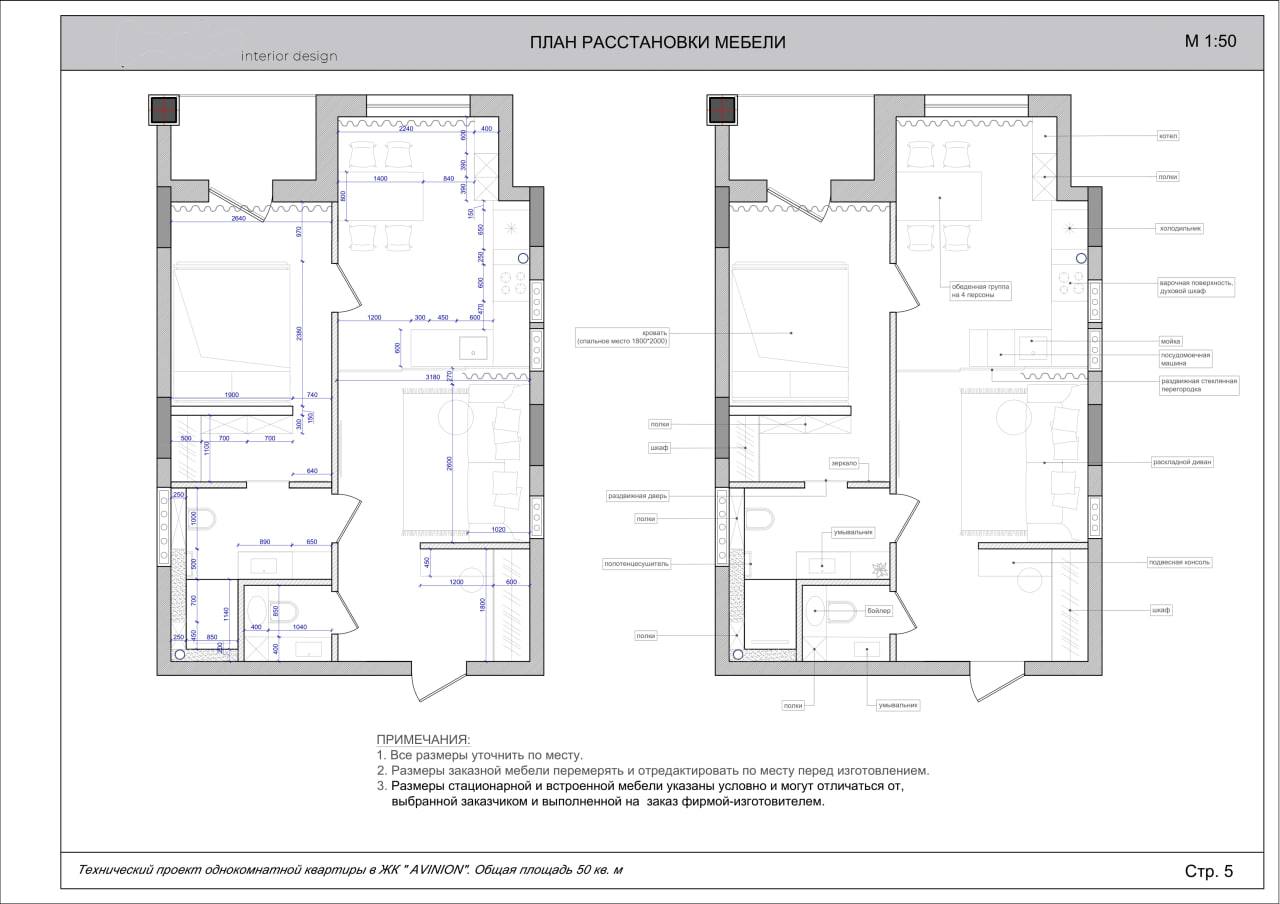 interior design
ПЛАН РАССТАНОВКИ МЕБЕЛИ
М 1:50
2240
400
600
390
390
1400
840
800
150
650
2640
970
250
600
470
1200
300
450
600
600
2380
3180
270
1900
740
300
150
500
700
700
1100
2600
640
250
1000
1020
890
650
500
450
1200
600
700
1140
850
1800
400
1040
450
250
850
200
400
котел
полки
холодильник
обеденная группа
на 4 персоны
варочная поверхность,
духовой шкаф
кровать
(спальное место 1800*2000)
мойка
посудомоечная
машина
раздвижная стеклянная
перегородка
полки
шкаф
зеркало
раскладной диван
раздвижная дверь
полки
умывальник
полотенцесушитель
подвесная консоль
бойлер
шкаф
полки
полки
умывальник
ПРИМЕЧАНИЯ:
1. Все размеры уточнить по месту.
2. Размеры заказной мебели перемерять и отредактировать по месту перед изготовлением.
3. Размеры стационарной и встроенной мебели указаны условно и могут отличаться от,
выбранной заказчиком и выполненной на заказ фирмой-изготовителем.
Технический проект однокомнатной квартиры в ЖК " AVINION". Общая площадь 50 кв. м
Стр. 5